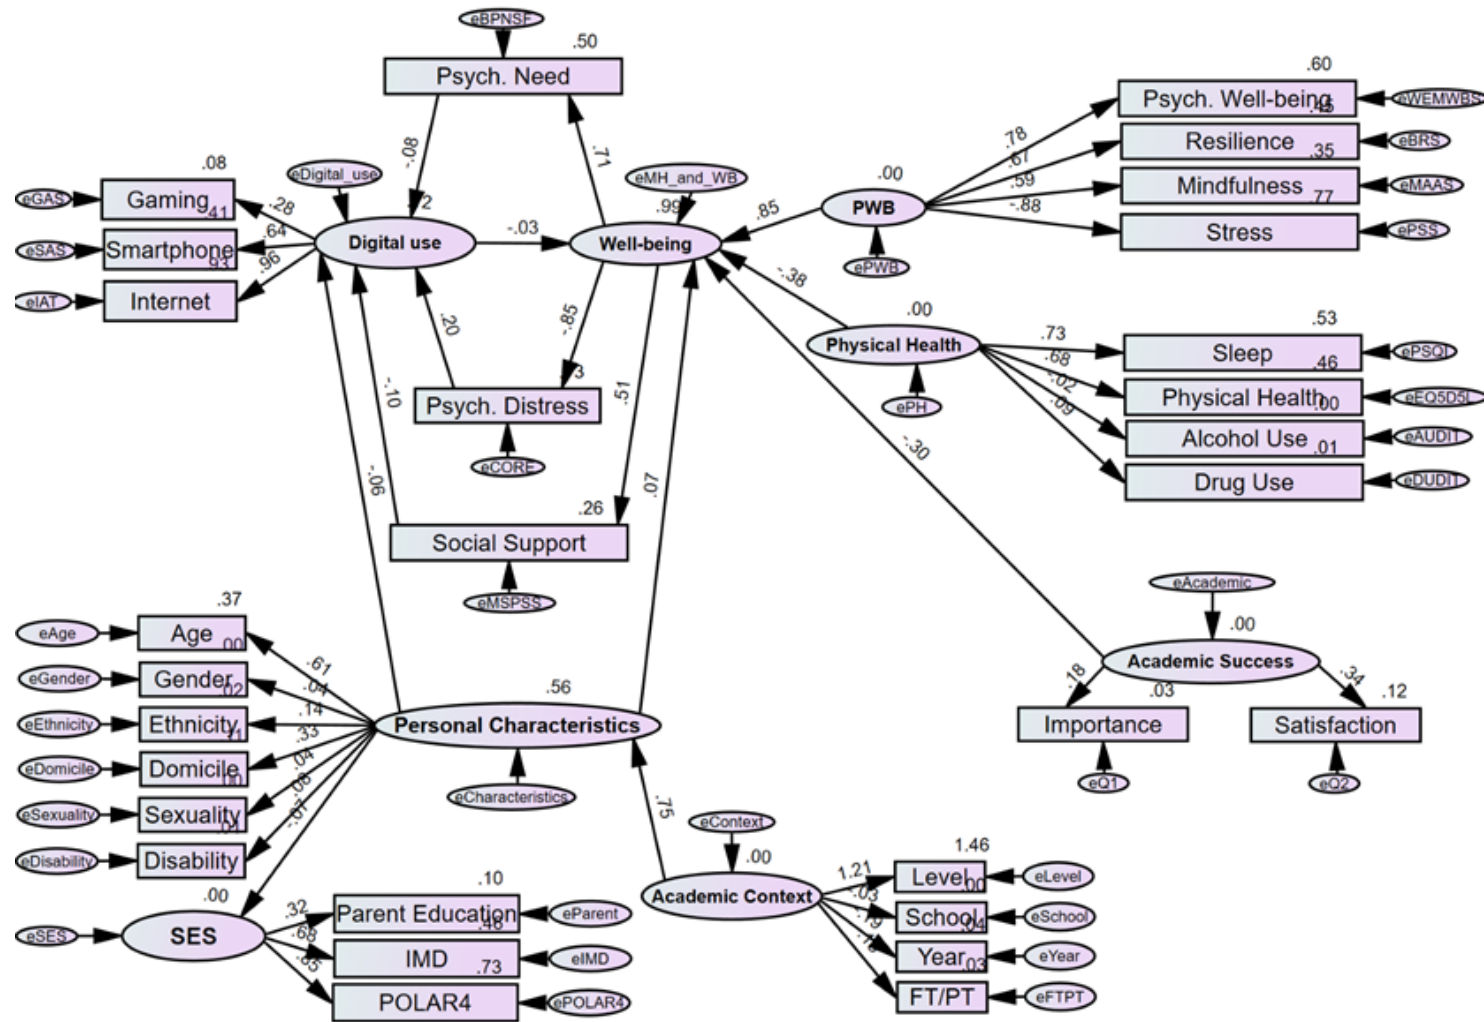 eBPNSF
.50
Psych. Need
.60
Psych. Well-being
eWEMWBS
.45
Resilience
eBRS
.35
Mindfulness
eMAAS
.77
Stress
ePSS
.78
.67
.59
-.88
.00
PWB
ePWB
.85
-.08
.71
eDigital_use
eMH_and_WB
.99
.08
Gaming
eGAS
.41
Smartphone
eSAS
.93
Internet
eIAT
.28
.64
.96
Digital use
-.03
Well-being
-.38
.00
Physical Health
ePH
.53
Sleep
ePSQI
.46
Physical Health
eEQ5D5L
.00
Alcohol Use
eAUDIT
.01
Drug Use
eDUDIT
.73
.68
-.02
.09
.20
-.85
-.10
.51
Psych. Distress
eCORE
-.30
-.06
.07
.26
Social Support
eMSPSS
eAcademic
.00
Academic Success
.18
.34
.03
Importance
.12
Satisfaction
eQ1
eQ2
.37
Age
eAge
.00
Gender
eGender
.02
Ethnicity
eEthnicity
Domicile
eDomicile
.00
Sexuality
eSexuality
.01
Disability
eDisability
.61
.04
.14
.33
.04
.08
-.07
.56
Personal Characteristics
eCharacteristics
.75
eContext
.00
Academic Context
1.46
Level
eLevel
.00
School
eSchool
.04
Year
eYear
.03
FT/PT
eFTPT
1.21
-.03
-.19
.00
SES
eSES
.32
.68
.85
.10
Parent Education
eParent
.46
IMD
eIMD
.73
POLAR4
ePOLAR4